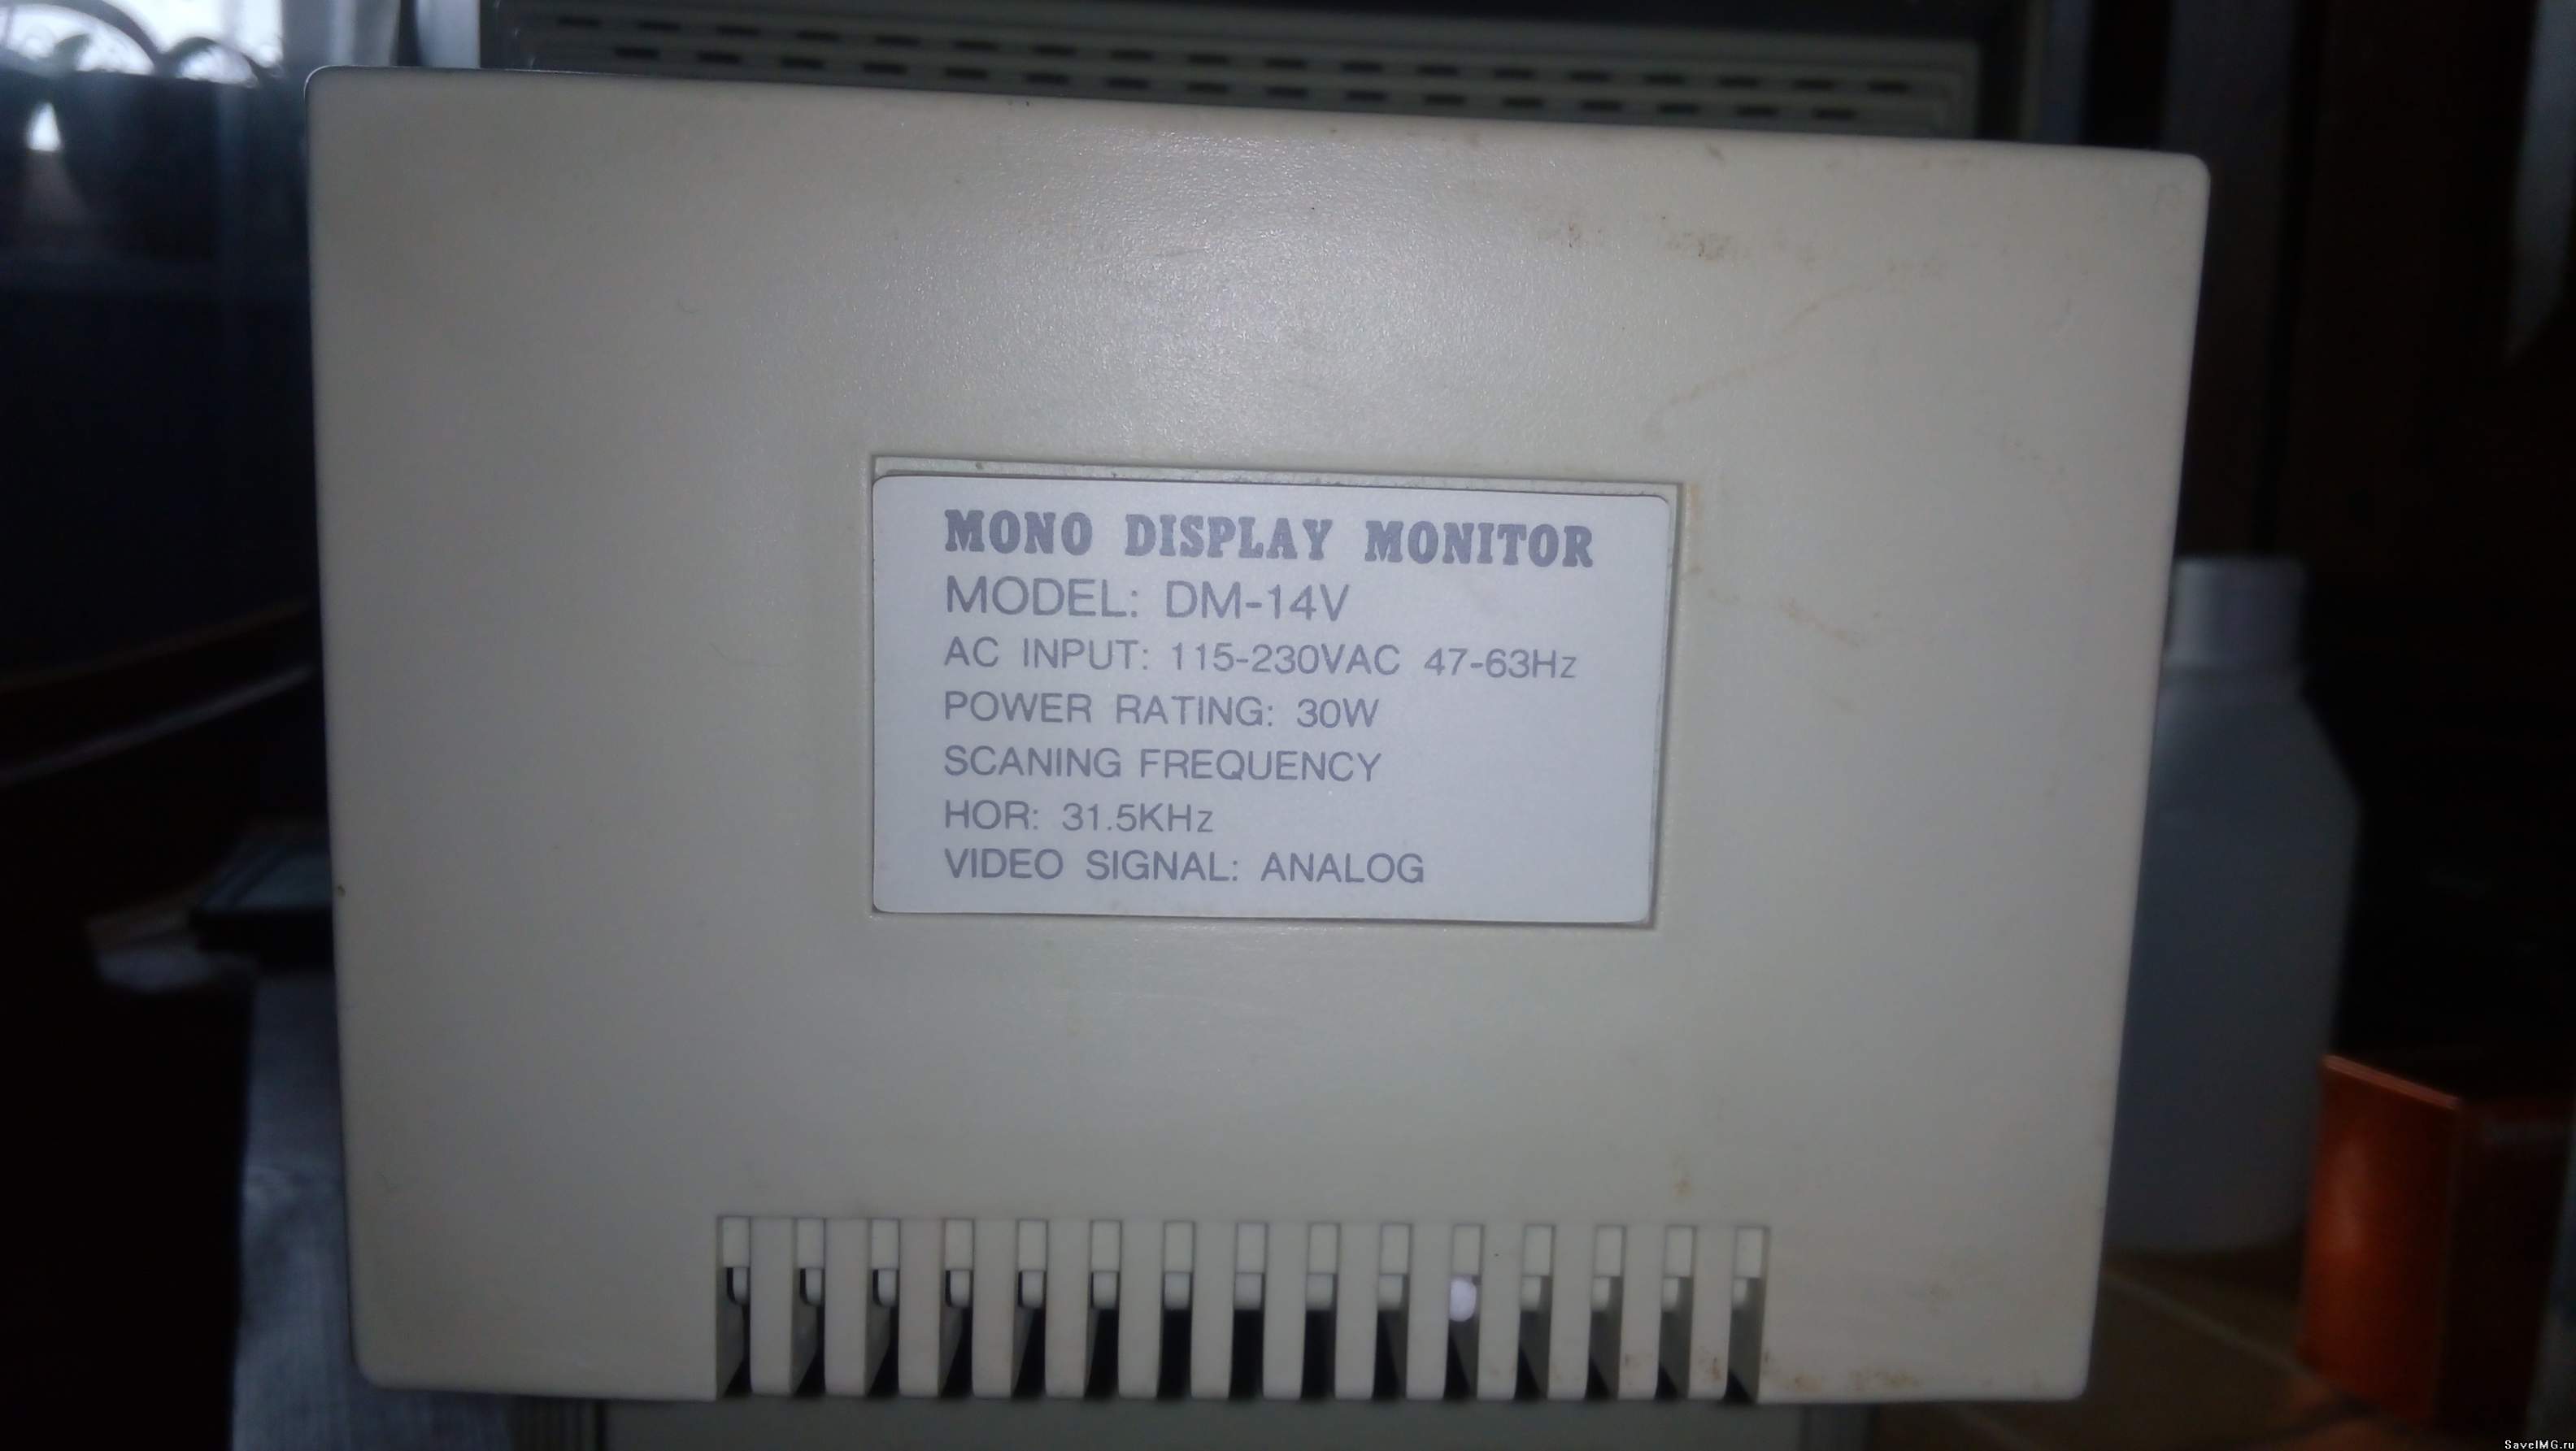 MONO DISPLAY MONITOR
MODEL: DM-14V
AC INPUT: 115-230VAC 47-63Hz
POWER RATING: 30W
SCANING FREQUENCY
HOR: 31.5KHz
VIDEO SIGNAL: ANALOG
SaveIMG.ru